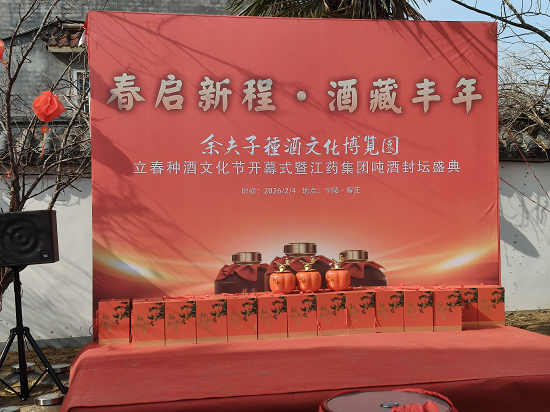 春启新程·酒藏丰年
余夫子種酒文化博览园
立春种酒文化节开幕式暨江药集团吨酒封坛盛典
时间：2026/2/4 地点：宁陵·解庄